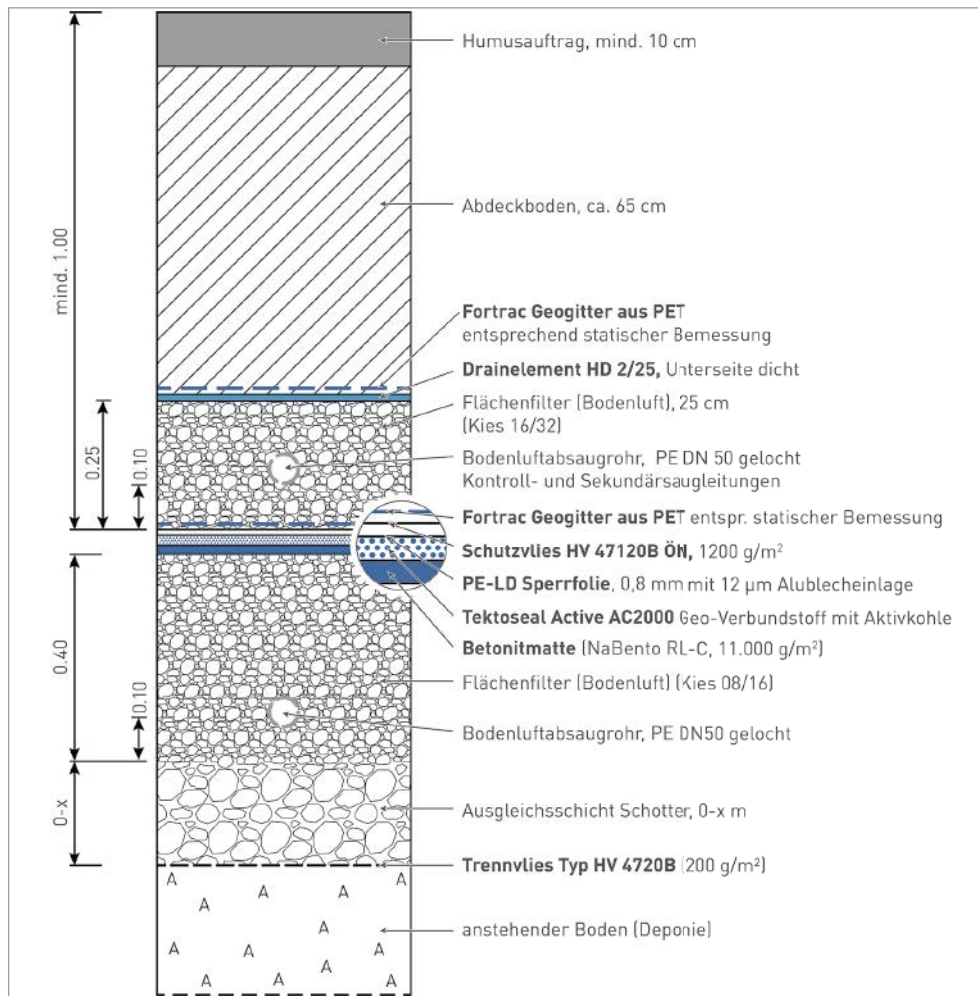 Humusauftrag, mind. 10 cm
Abdeckboden, ca. 65 cm
mind. 1.00
Fortrac Geogitter aus PET
entsprechend statischer Bemessung
Drainelement HD 2/25, Unterseite dicht
Flächenfilter (Bodenluft), 25 cm
(Kies 16/32)
0.25
0.10
Bodenluftabsaugrohr, PE DN 50 gelocht
Kontroll- und Sekundärsaugleitungen
Fortrac Geogitter aus PET entspr. statischer Bemessung
Schutzvlies HV 47120B ÖN, 1200 g/m²
PE-LD Sperrfolie, 0,8 mm mit 12 µm Alublecheinlage
Tektoseal Active AC2000 Geo-Verbundstoff mit Aktivkohle
Betonitmatte (NaBento RL-C, 11.000 g/m²)
0.40
Flächenfilter (Bodenluft) (Kies 08/16)
0.10
Bodenluftabsaugrohr, PE DN50 gelocht
0-x
Ausgleichsschicht Schotter, 0-x m
Trennvlies Typ HV 4720B (200 g/m²)
A
A
A
A
A
A
anstehender Boden (Deponie)
A
A
A
A